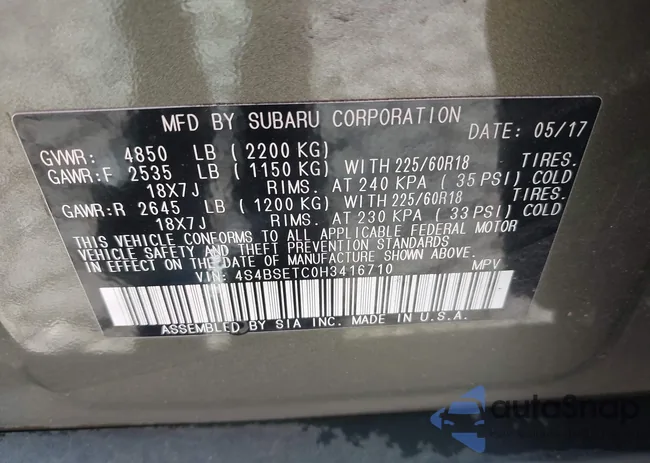 MFD BY SUBARU CORPORATION DATE: 05/17
GVWR: 4850 LB (2200 KG)
GAWR:F 2535 LB (1150 KG) WITH 225/60R18 TIRES.
18X7J RIMS. AT 240 KPA (35 PSI) COLD
GAWR:R 2645 LB (1200 KG) WITH 225/60R18 TIRES.
18X7J RIMS. AT 230 KPA (33 PSI) COLD
THIS VEHICLE CONFORMS TO ALL APPLICABLE FEDERAL MOTOR
VEHICLE SAFETY AND THEFT PREVENTION STANDARDS
IN EFFECT ON THE DATE OF MANUFACTURE SHOWN ABOVE.
VIN: 4S4BSETC0H3416710 MPV
ASSEMBLED BY SIA INC. MADE IN U.S.A.
autoSnap